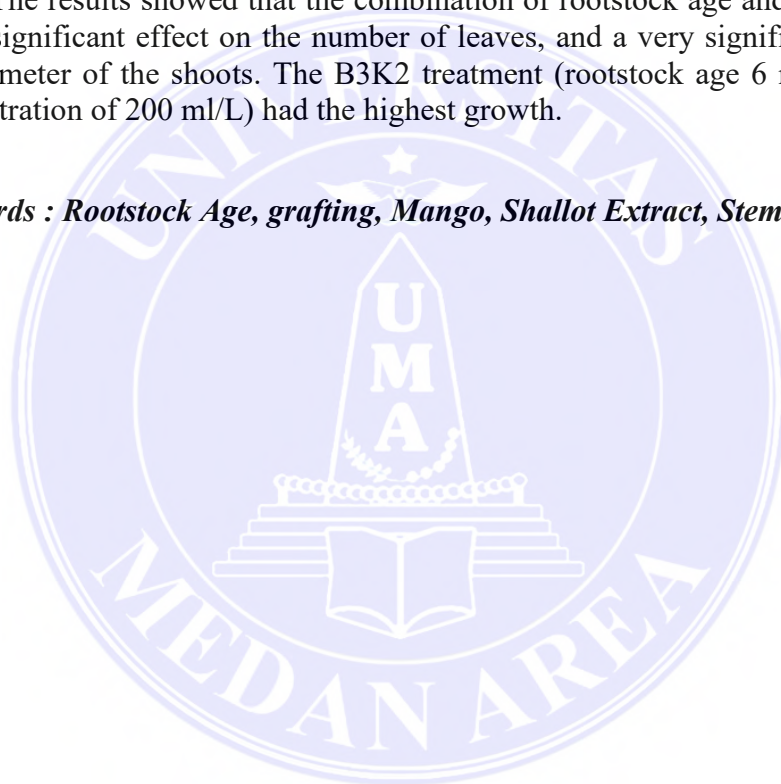 The results showed that the combination of rootstock age and
significant effect on the number of leaves, and a very signifi
meter of the shoots. The B3K2 treatment (rootstock age 6
tration of 200 ml/L) had the highest growth.
rds : Rootstock Age, grafting, Mango, Shallot Extract, Stem
UNIVERSITAS
UMA
MEDAN AREA